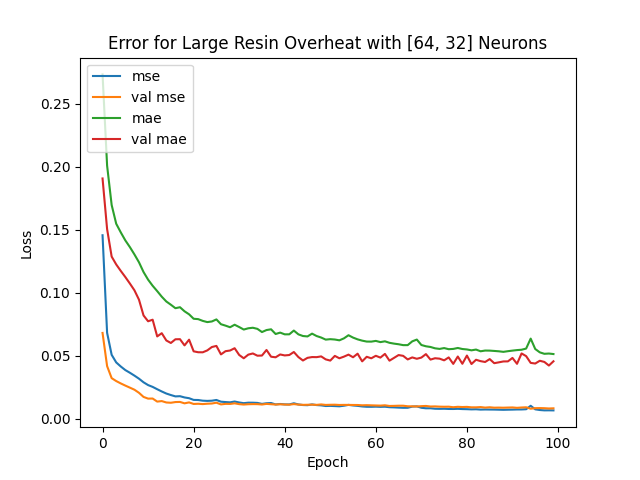 Error for Large Resin Overheat with [64, 32] Neurons
mse
val mse
mae
val mae
0.25
0.20
0.15
0.10
0.05
0.00
Loss
0 20 40 60 80 100
Epoch